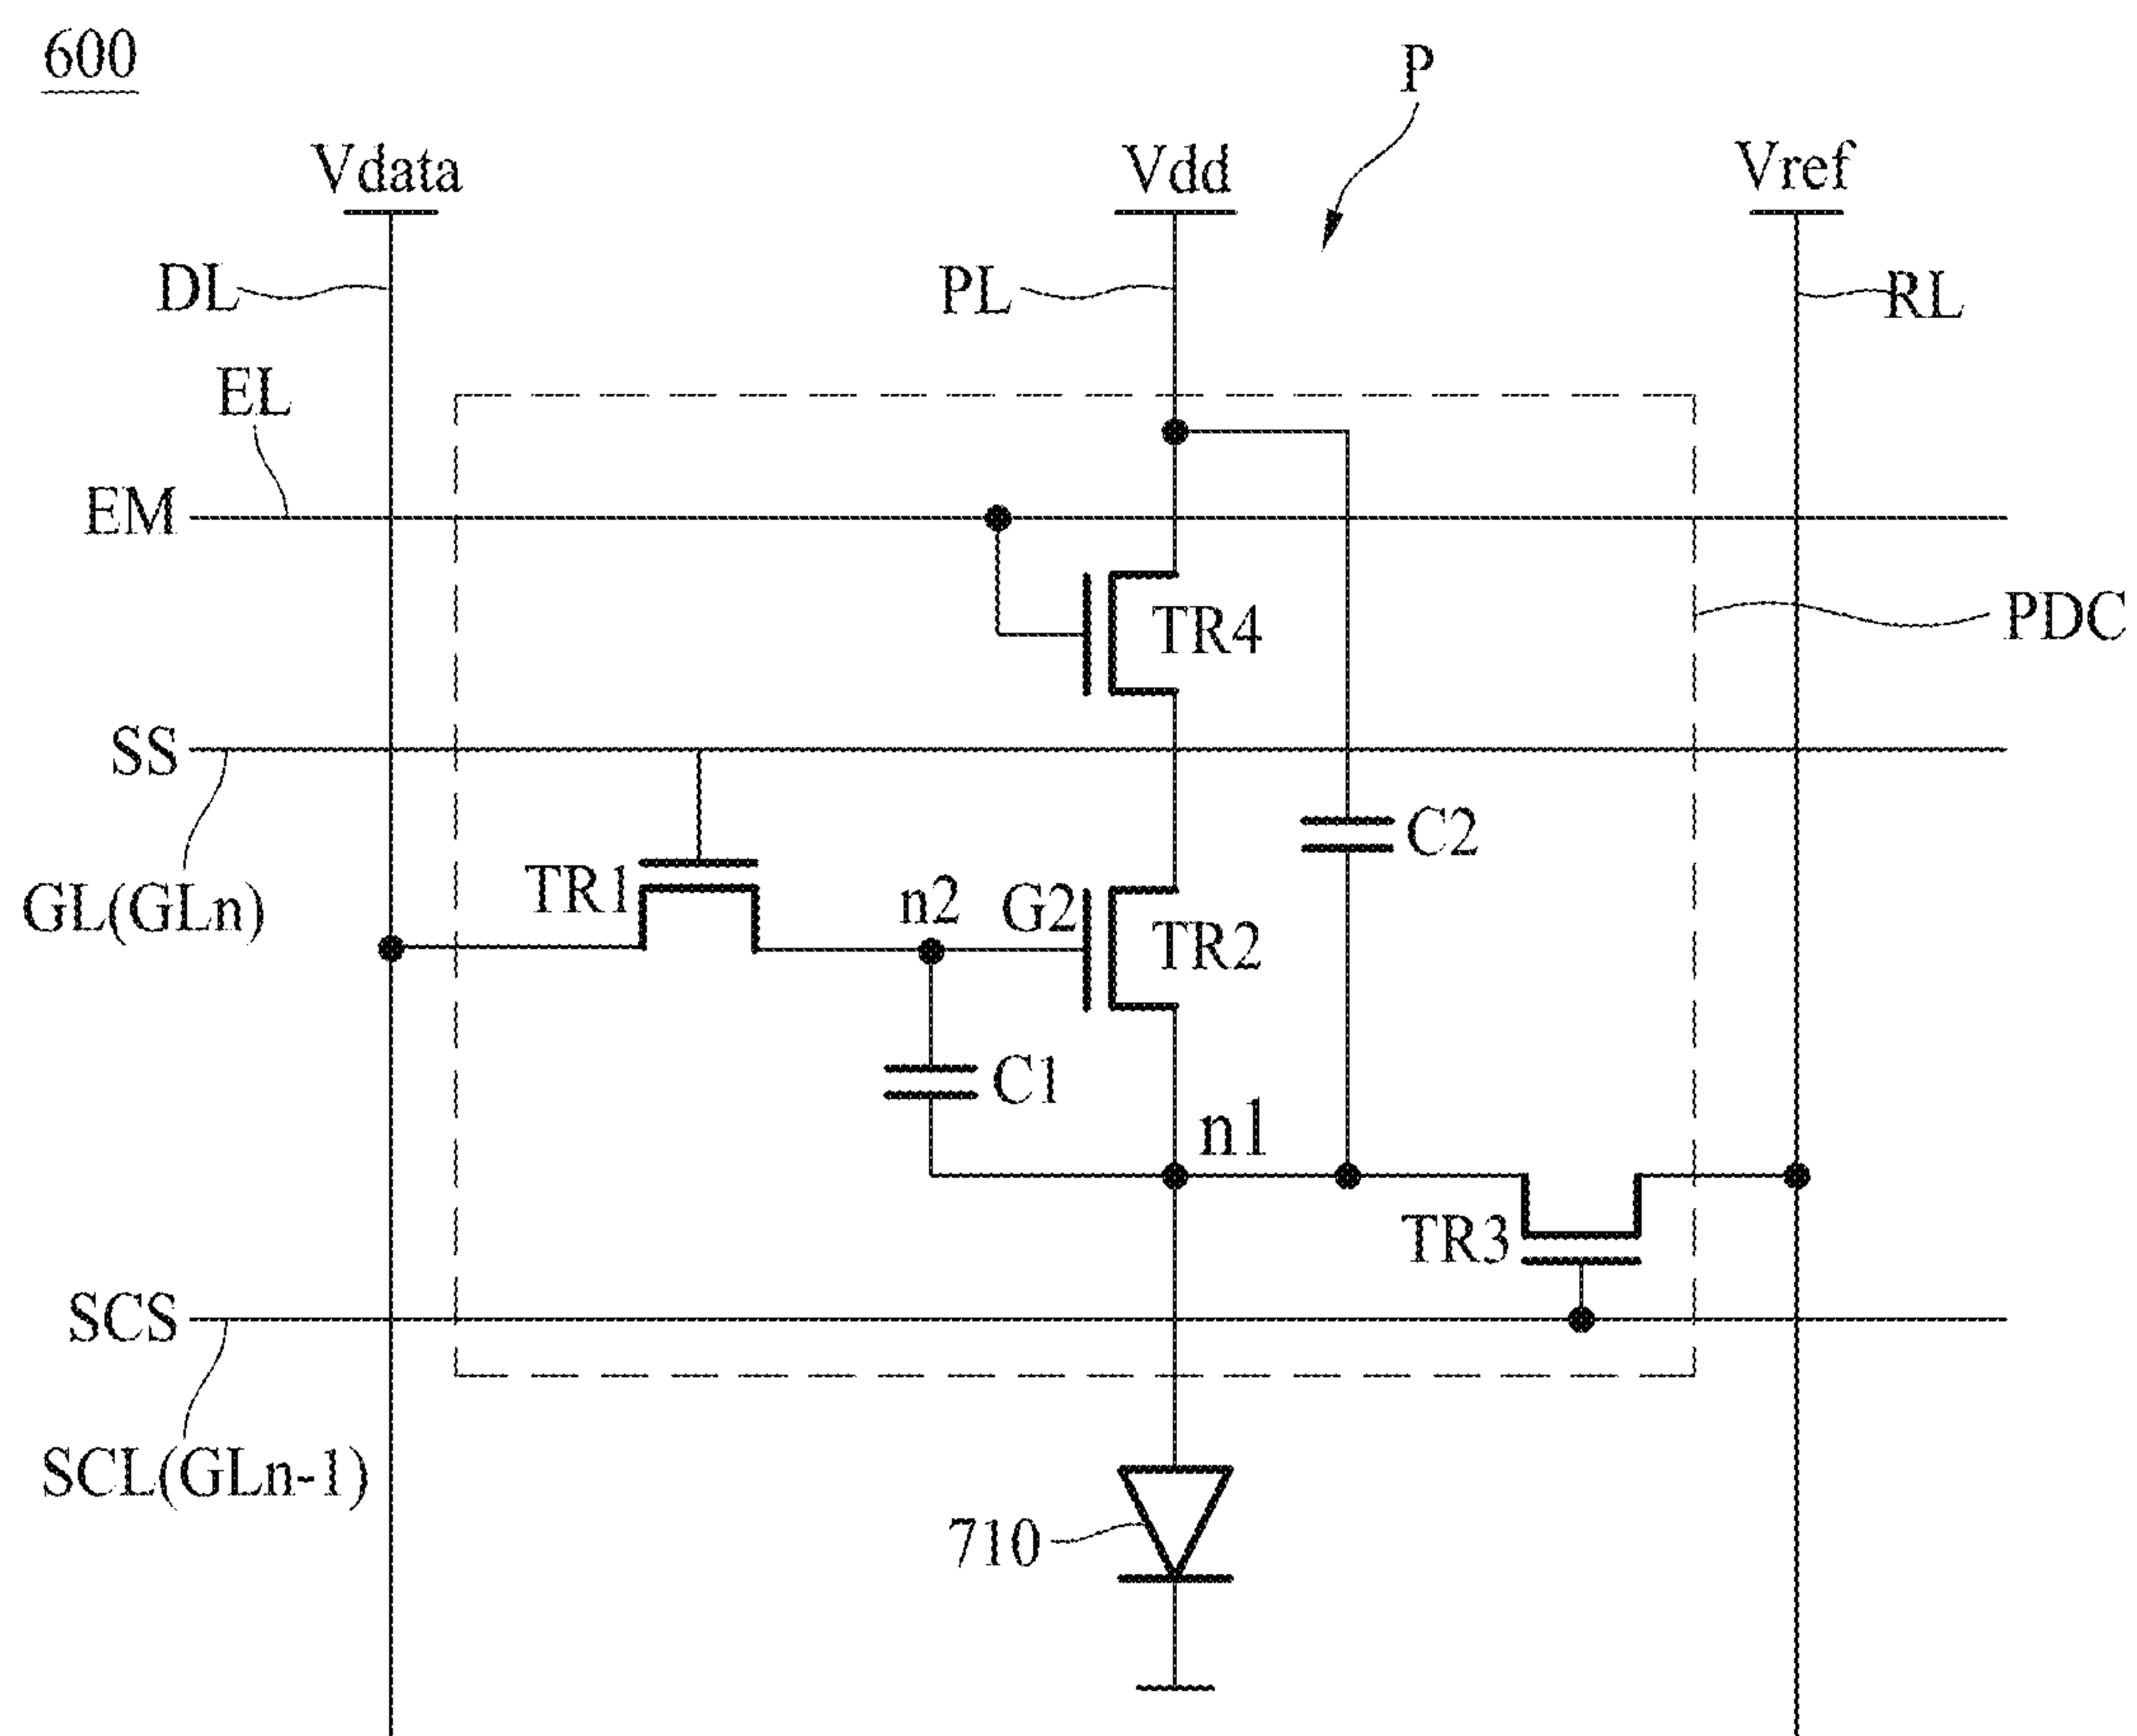 600
P
Vdata
Vdd
Vref
DL
PL
RL
EL
EM
TR4
PDC
SS
C2
TR1
n2
G2
GL(GLn)
TR2
C1
n1
TR3
SCS
SCL(GLn-1)
710